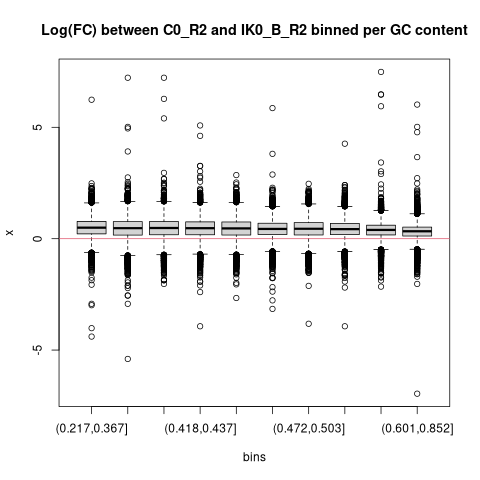 Log(FC) between C0_R2 and IK0_B_R2 binned per GC content
5
0
-5
x
(0.217,0.367]
(0.418,0.437]
(0.472,0.503]
(0.601,0.852]
bins